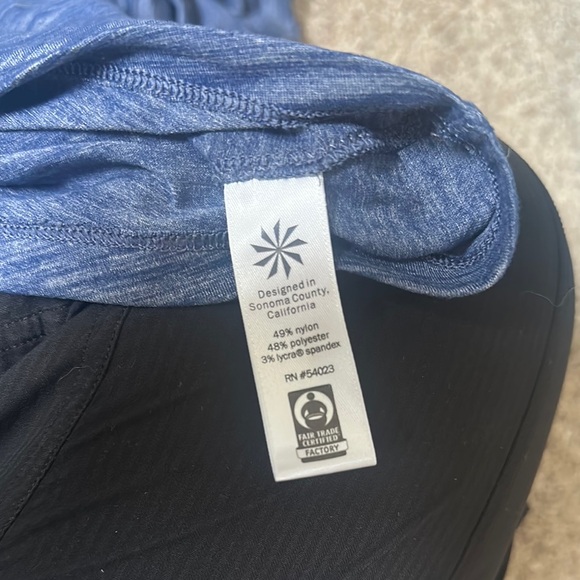 Designed in
Sonoma County,
California
49% nylon
48% polyester
3% lycra® spandex
RN #54023
FAIR TRADE
CERTIFIED
FACTORY